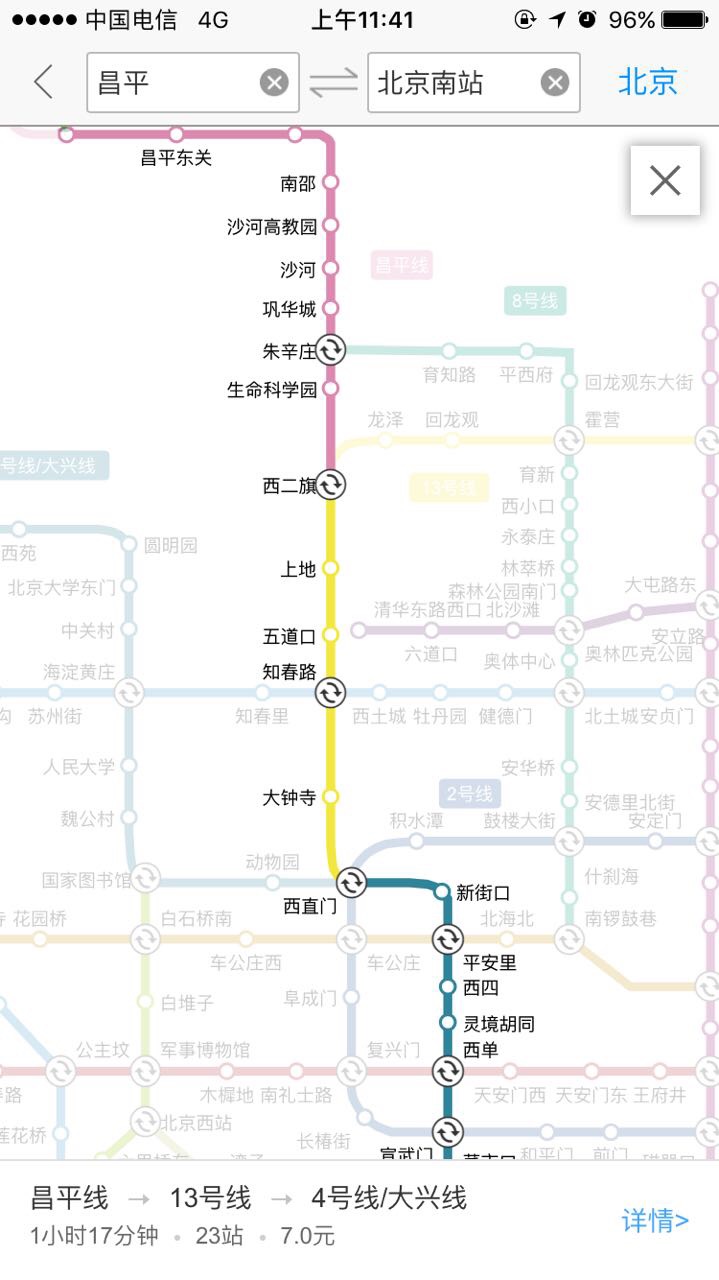 中国电信 4G 上午11:41 96%
昌平 北京南站 北京
昌平东关
南邵
沙河高教园
沙河
昌平线
8号线
巩华城
朱辛庄
育知路 平西府
回龙观东大街
生命科学园
龙泽 回龙观 霍营
号线/大兴线
西二旗
13号线
育新
西小口
永泰庄
西苑
圆明园
上地
林萃桥
北京大学东门
森林公园南门
大屯路东
清华东路西口 北沙滩
中关村
五道口
安立路
六道口
奥体中心 奥林匹克公园
海淀黄庄
知春路
苏州街
知春里
西土城 牡丹园 健德门
北土城 安贞门
人民大学
安华桥
大钟寺
2号线
安德里北街
魏公村
积水潭 鼓楼大街 安定门
动物园
国家图书馆
什刹海
新街口
西直门
花园桥 白石桥南
北海北 南锣鼓巷
车公庄西 车公庄
平安里
西四
阜成门
白堆子
灵境胡同
公主坟 军事博物馆
复兴门
西单
木樨地 南礼士路
天安门西 天安门东 王府井
北京西站
莲花桥
长椿街
宣武门
和平门 前门
昌平线 → 13号线 → 4号线/大兴线
1小时17分钟 • 23站 • 7.0元
详情>